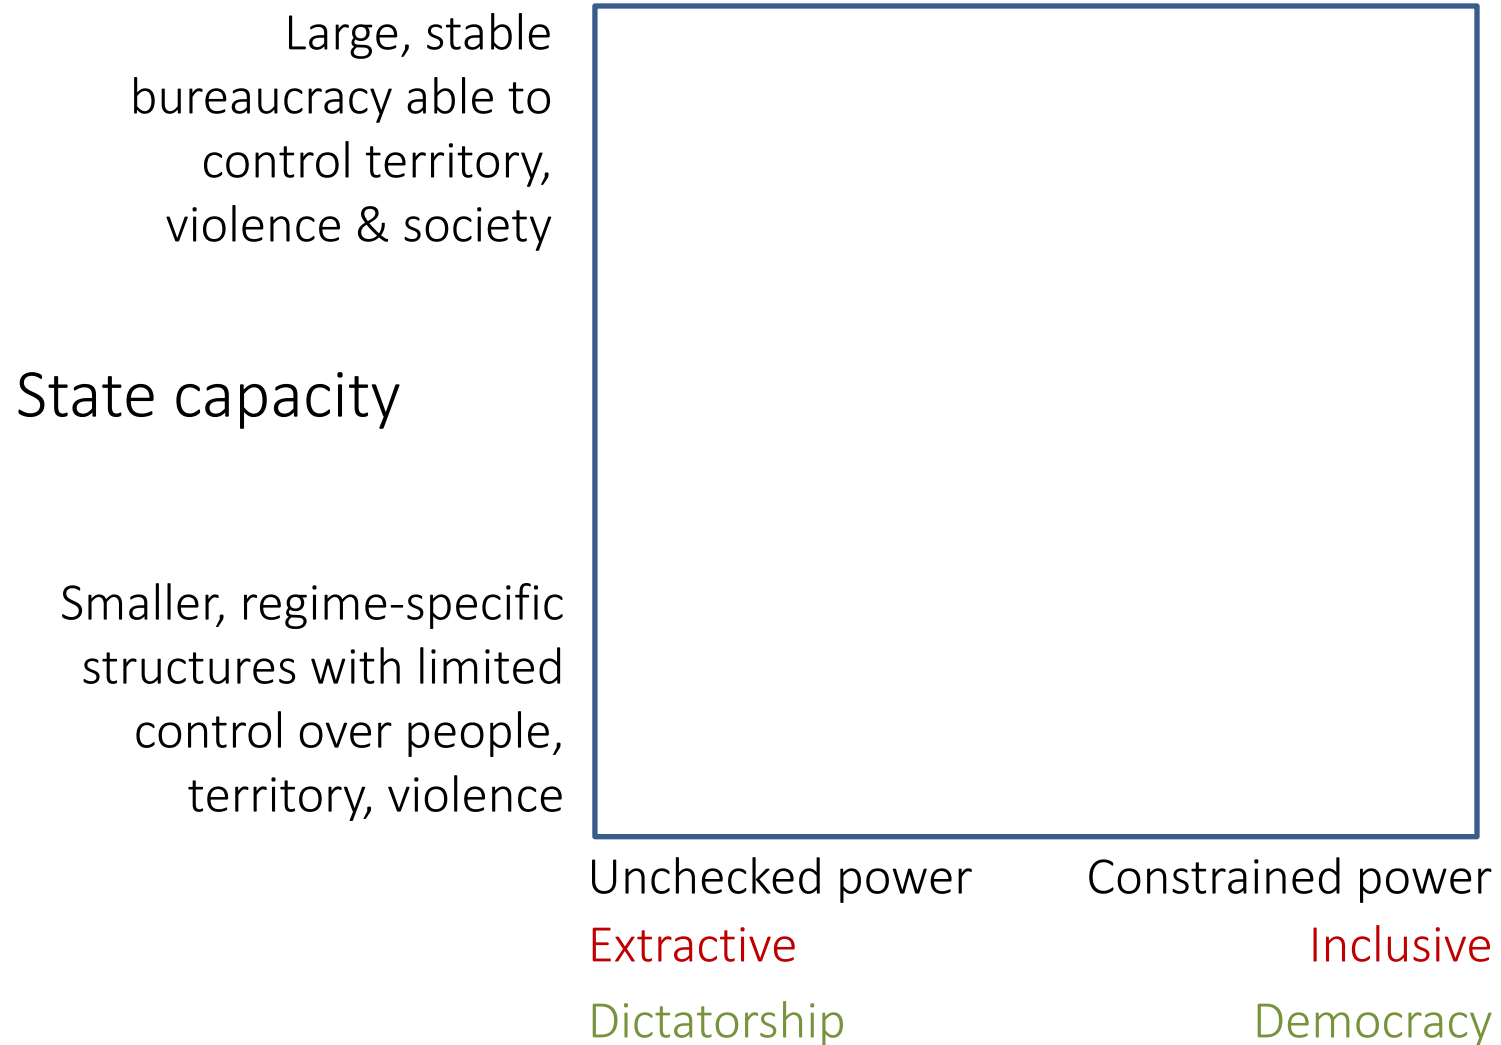 Large, stable
bureaucracy able to
control territory,
violence & society
State capacity
Smaller, regime-specific
structures with limited
control over people,
territory, violence
Unchecked power
Constrained power
Extractive
Inclusive
Dictatorship
Democracy